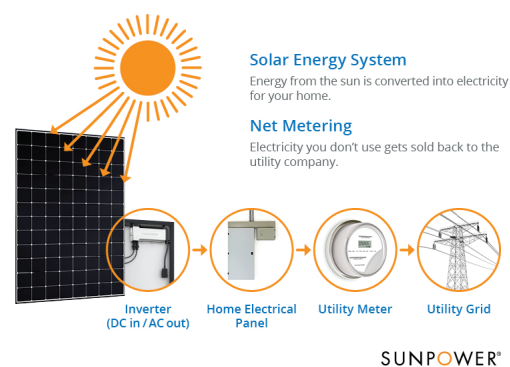 Solar Energy System
Energy from the sun is converted into electricity
for your home.
Net Metering
Electricity you don't use gets sold back to the
utility company.
Inverter
(DC in / AC out)
Home Electrical
Panel
Utility Meter
Utility Grid
SUNPOWER®